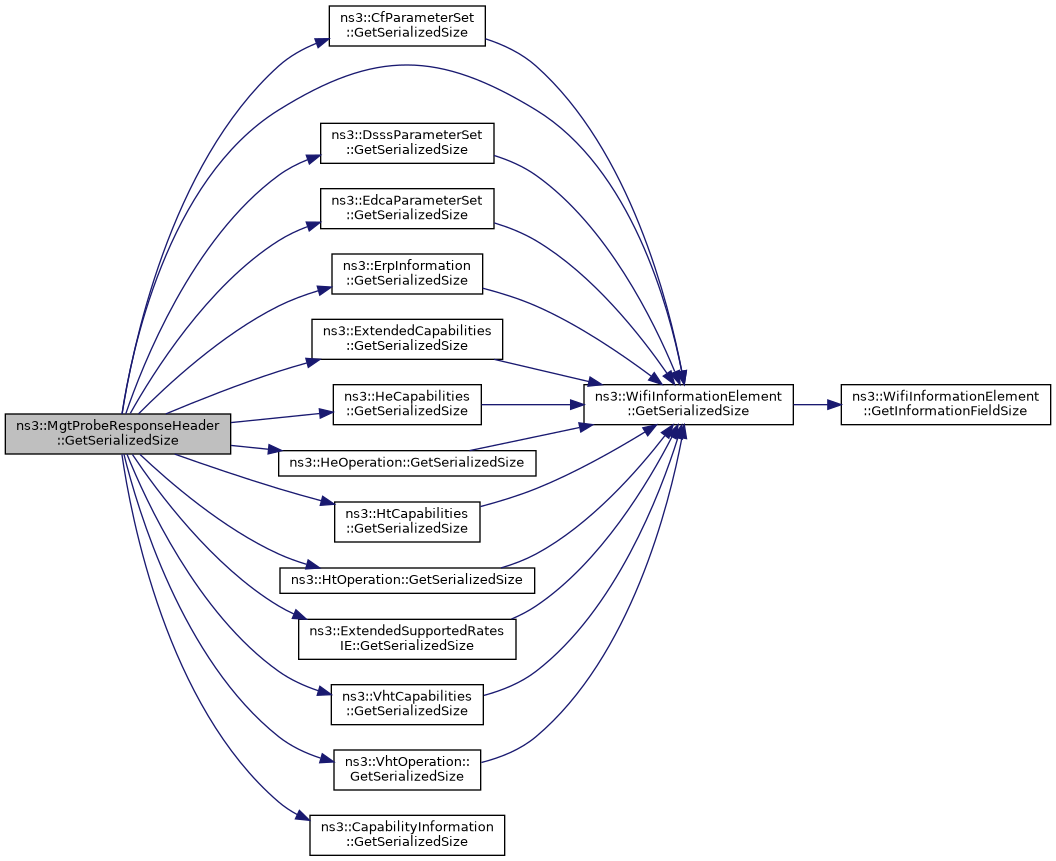 ns3::CfParameterSet
::GetSerializedSize
ns3::DsssParameterSet
::GetSerializedSize
ns3::EdcaParameterSet
::GetSerializedSize
ns3::ErpInformation
::GetSerializedSize
ns3::ExtendedCapabilities
::GetSerializedSize
ns3::HeCapabilities
::GetSerializedSize
ns3::WifiInformationElement
::GetSerializedSize
ns3::WifiInformationElement
::GetInformationFieldSize
ns3::MgtProbeResponseHeader
::GetSerializedSize
ns3::HeOperation::GetSerializedSize
ns3::HtCapabilities
::GetSerializedSize
ns3::HtOperation::GetSerializedSize
ns3::ExtendedSupportedRates
IE::GetSerializedSize
ns3::VhtCapabilities
::GetSerializedSize
ns3::VhtOperation::
GetSerializedSize
ns3::CapabilityInformation
::GetSerializedSize